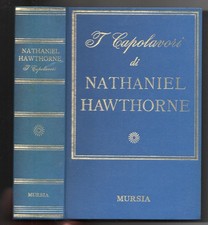 NATHANIEL
HAWTHORNE
I Capolavori
MURSIA
I Capolavori
di
NATHANIEL
HAWTHORNE
MURSIA